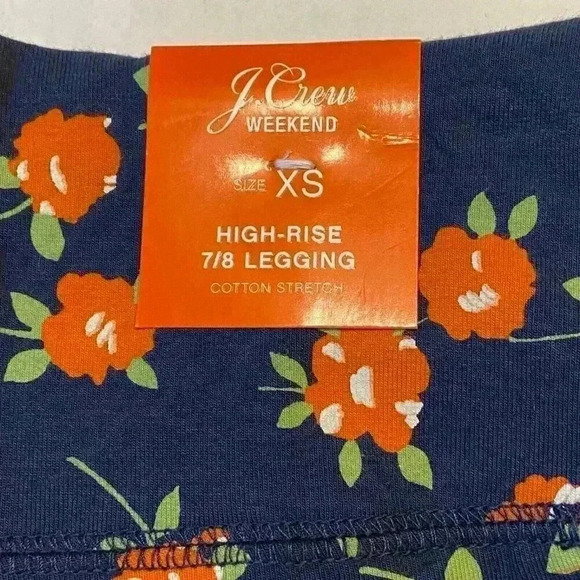 J.Crew
WEEKEND
SIZE XS
HIGH-RISE
7/8 LEGGING
COTTON STRETCH